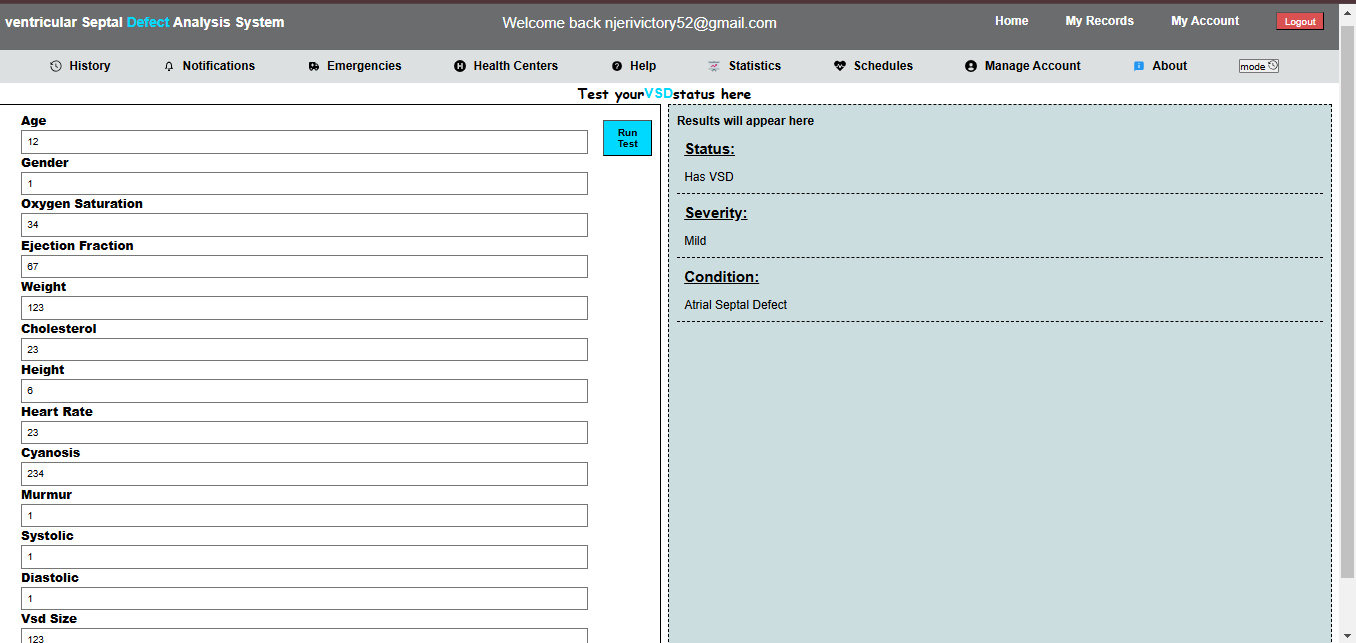 ventricular Septal Defect Analysis System
Welcome back njerivictory52@gmail.com
Home My Records My Account Logout
History Notifications Emergencies Health Centers Help Statistics Schedules Manage Account About mode
Test yourVSDstatus here
Age
12
Run
Test
Gender
1
Oxygen Saturation
34
Ejection Fraction
67
Weight
123
Cholesterol
23
Height
6
Heart Rate
23
Cyanosis
234
Murmur
1
Systolic
1
Diastolic
1
Vsd Size
123
Results will appear here
Status:
Has VSD
Severity:
Mild
Condition:
Atrial Septal Defect